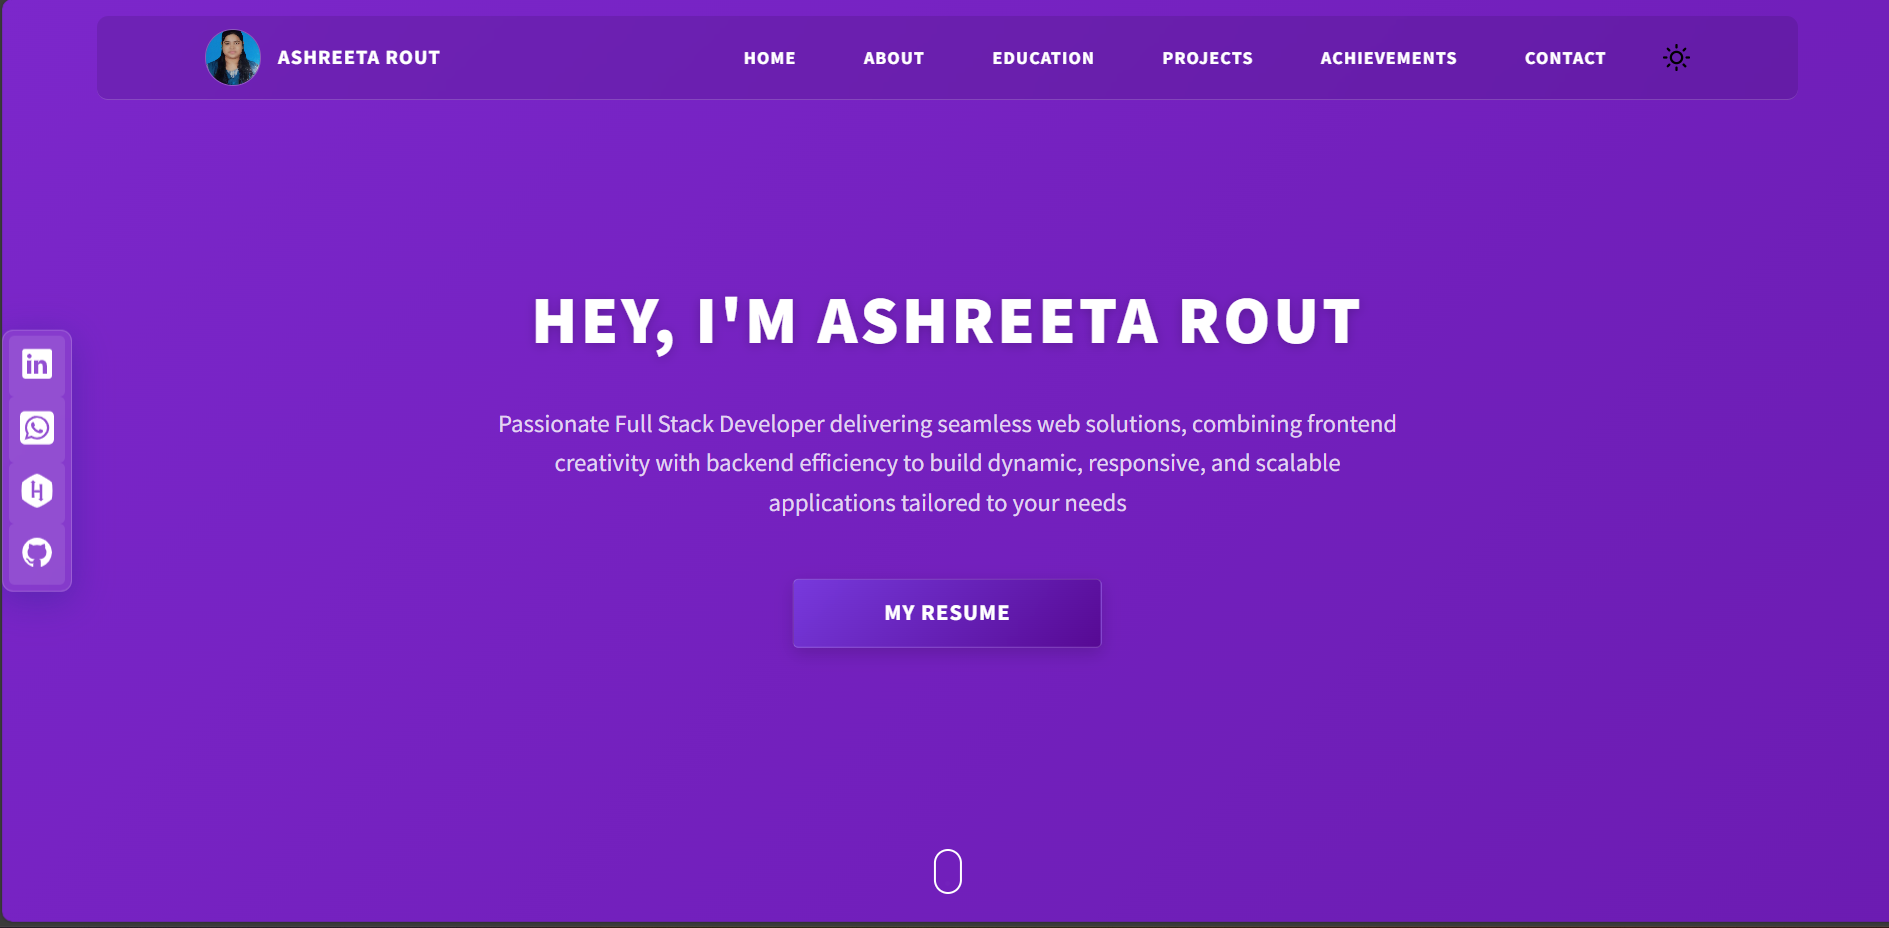 ASHREETA ROUT
HOME
ABOUT
EDUCATION
PROJECTS
ACHIEVEMENTS
CONTACT
HEY, I'M ASHREETA ROUT
in
H
Passionate Full Stack Developer delivering seamless web solutions, combining frontend
creativity with backend efficiency to build dynamic, responsive, and scalable
applications tailored to your needs
MY RESUME